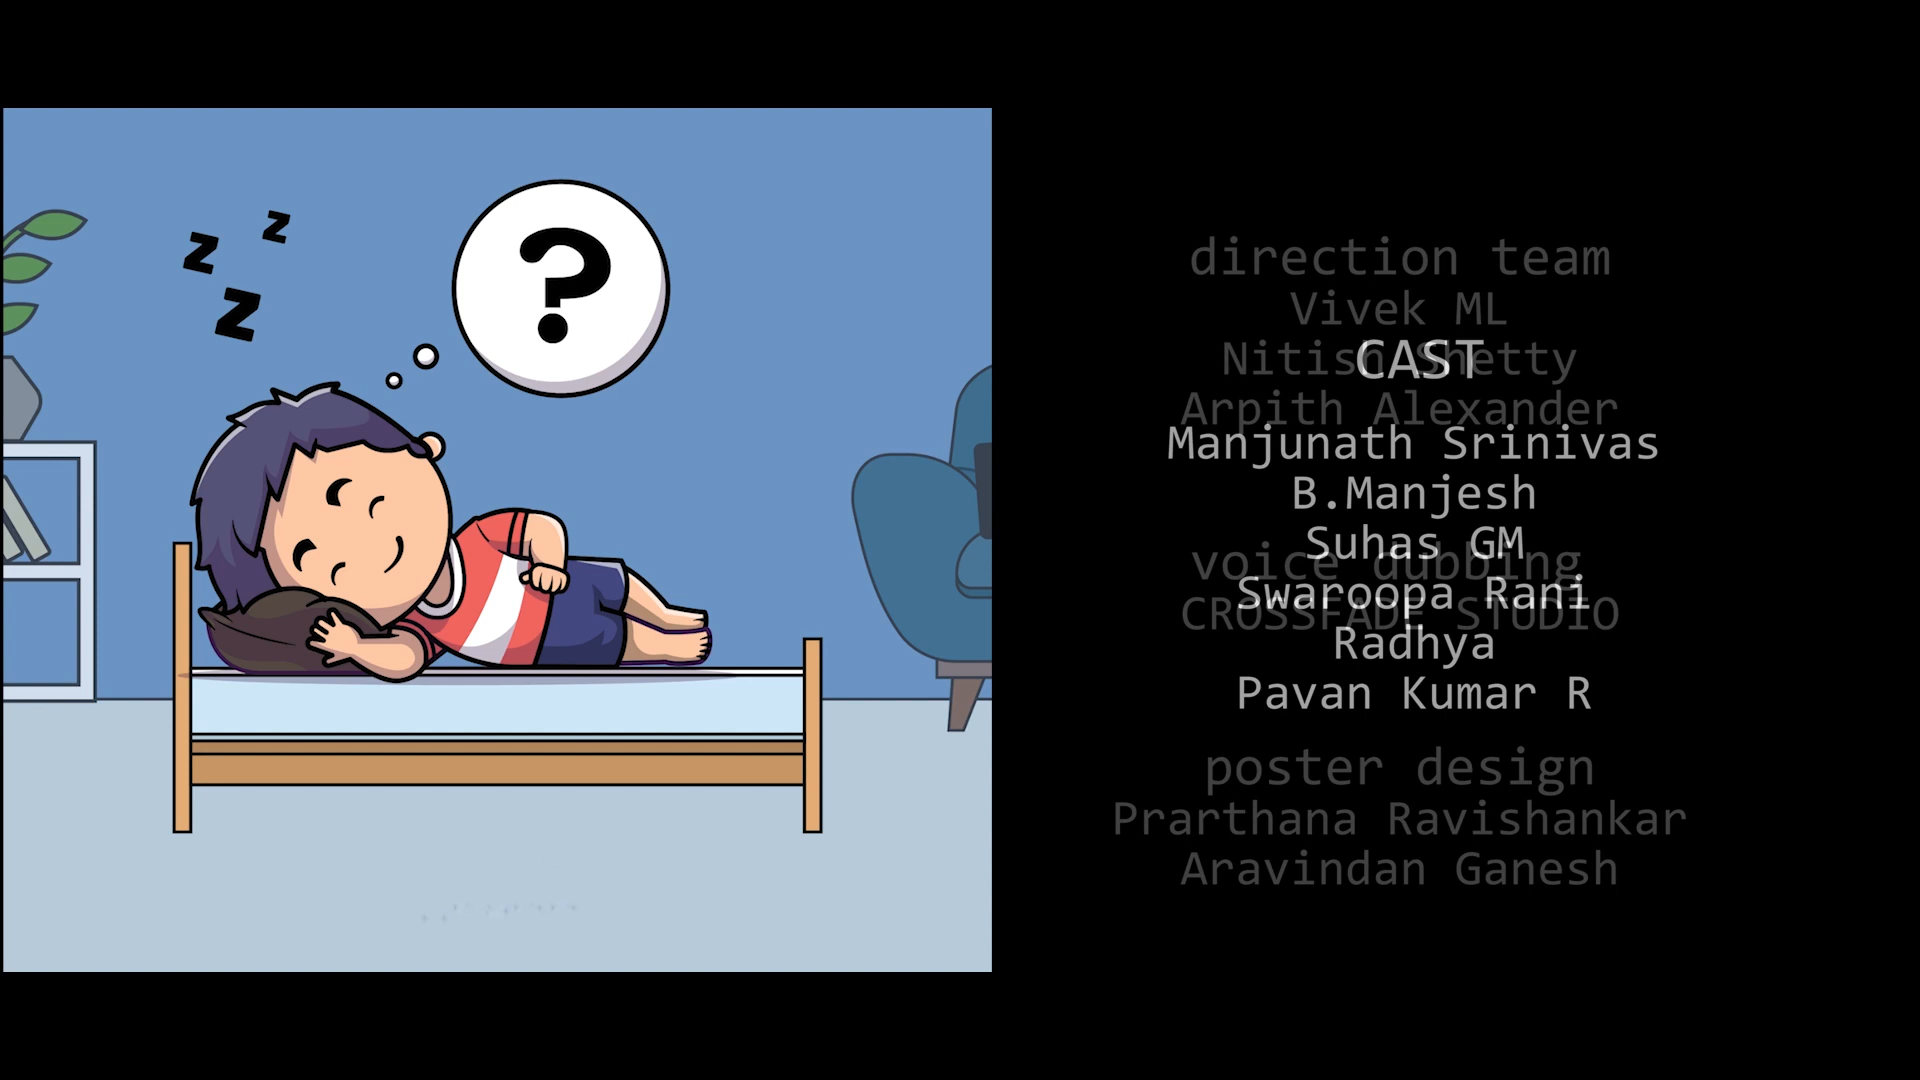 z
z
z
?
direction team
Vivek ML
Nitish Shetty
CAST
Arpith Alexander
Manjunath Srinivas
B.Manjesh
Suhas GM
voice dubbing
Swaroopa Rani
CROSSFADE STUDIO
Radhya
Pavan Kumar R
poster design
Prarthana Ravishankar
Aravindan Ganesh